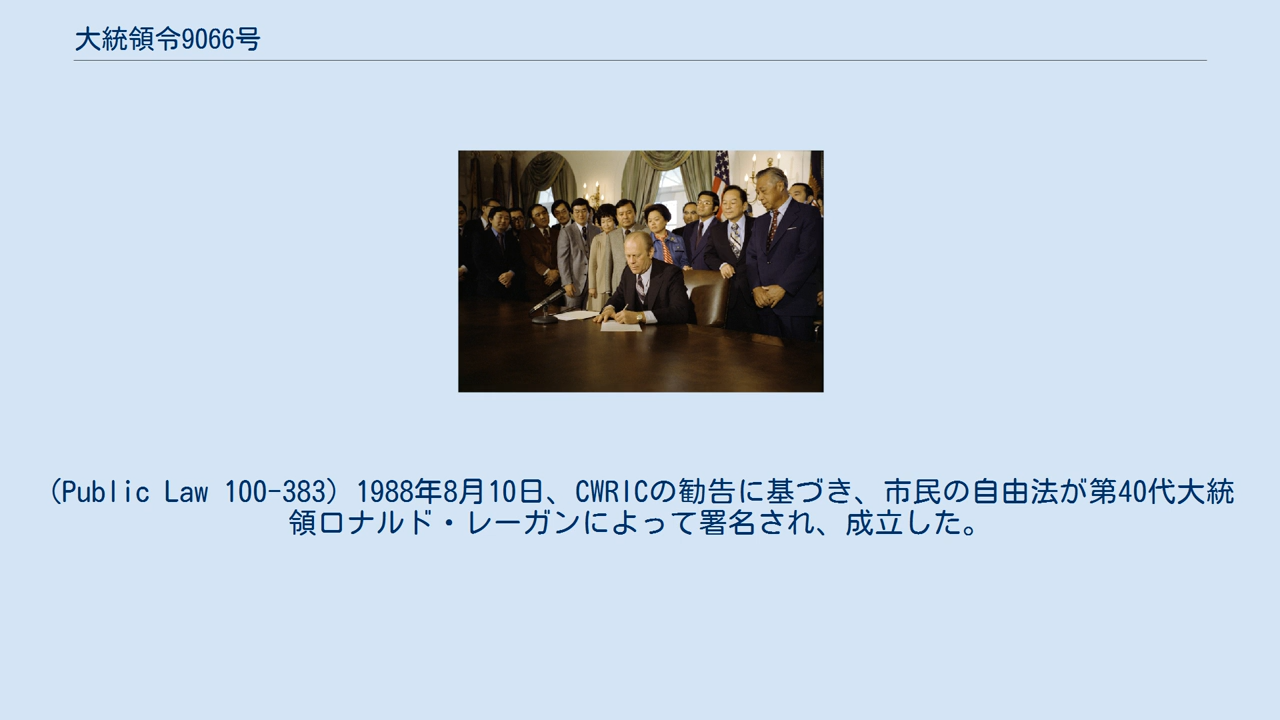 大統領令9066号
(Public Law 100-383) 1988年8月10日、CWRICの勧告に基づき、市民の自由法が第40代大統
領ロナルド・レーガンによって署名され、成立した。